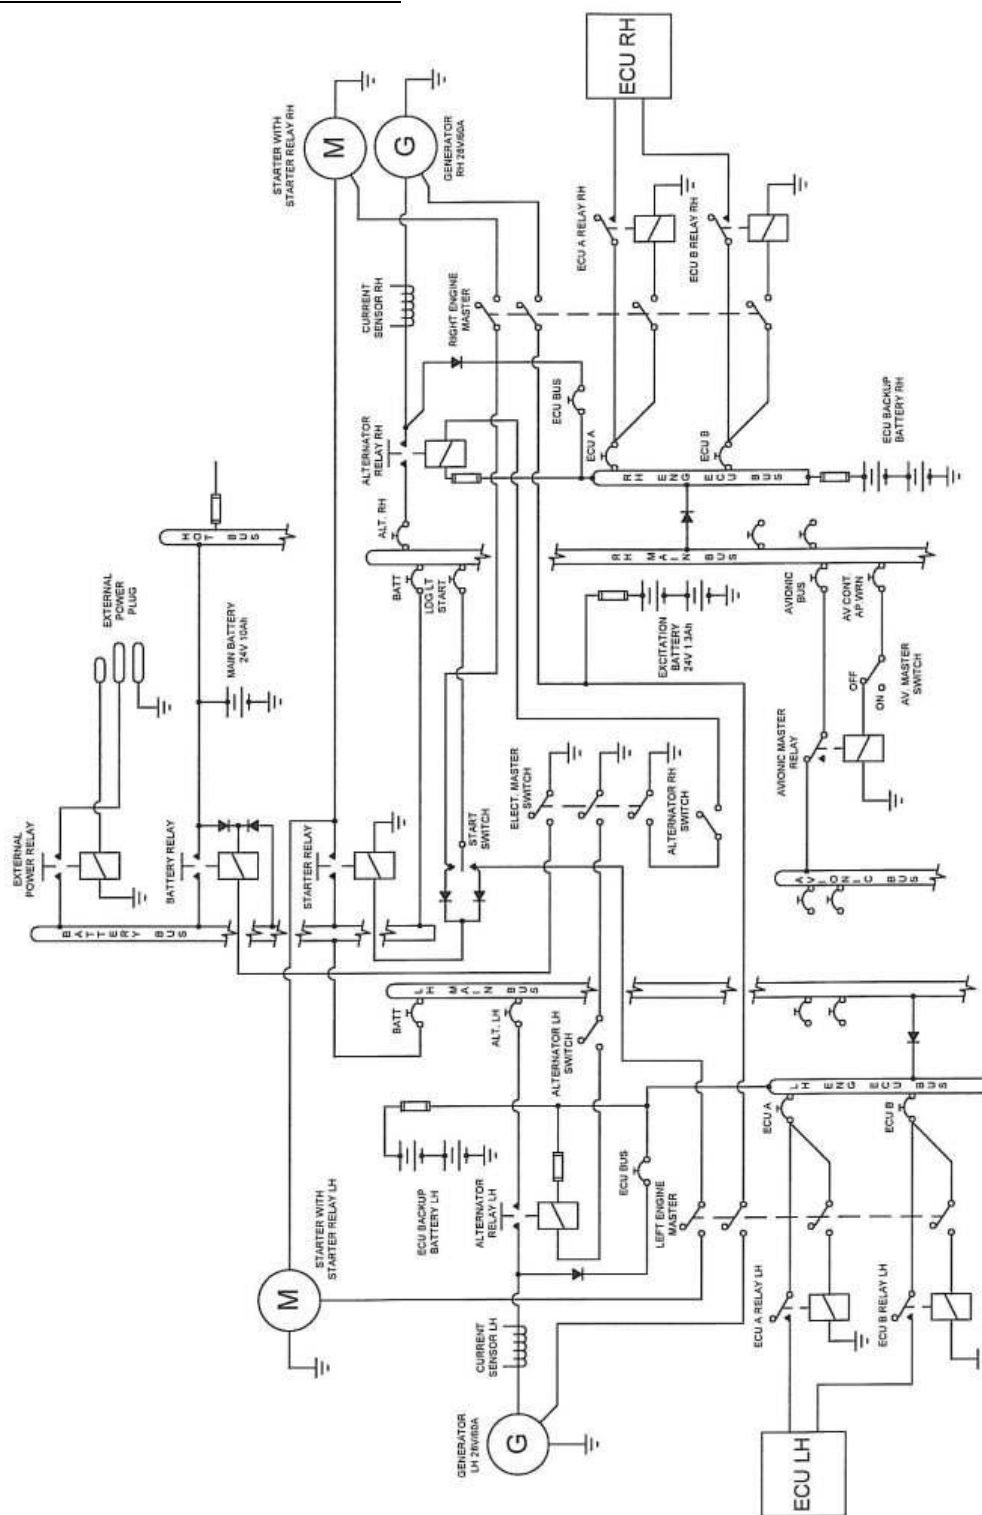 ECU RH
STARTER WITH
STARTER RELAY RH
M
G
GENERATOR
RH 28V/60A
ECU A RELAY RH
ECU B RELAY RH
CURRENT
SENSOR RH
RIGHT ENGINE
MASTER
ECU BUS
ALTERNATOR
RELAY RH
ECU A
ECU B
RH ENG ECU BUS
ECU BACKUP
BATTERY RH
HOT BUS
ALT. RH
BATT
LDG LT
START
RH MAIN BUS
EXTERNAL
POWER
PLUG
MAIN BATTERY
24V 10Ah
EXCITATION
BATTERY
24V 1.3Ah
AVIONIC
BUS
AV CONT.
AP.WRN
OFF
ON
AV. MASTER
SWITCH
AVIONIC MASTER
RELAY
AVIONIC BUS
ELECT. MASTER
SWITCH
ALTERNATOR RH
SWITCH
START
SWITCH
EXTERNAL
POWER RELAY
BATTERY RELAY
STARTER RELAY
BATTERY BUS
LH MAIN BUS
BATT
ALT. LH
ALTERNATOR LH
SWITCH
ECU A
ECU B
LH ENG ECU BUS
ECU BUS
ECU BACKUP
BATTERY LH
ALTERNATOR
RELAY LH
LEFT ENGINE
MASTER
STARTER WITH
STARTER RELAY LH
M
CURRENT
SENSOR LH
GENERATOR
LH 28V/60A
G
ECU A RELAY LH
ECU B RELAY LH
ECU LH